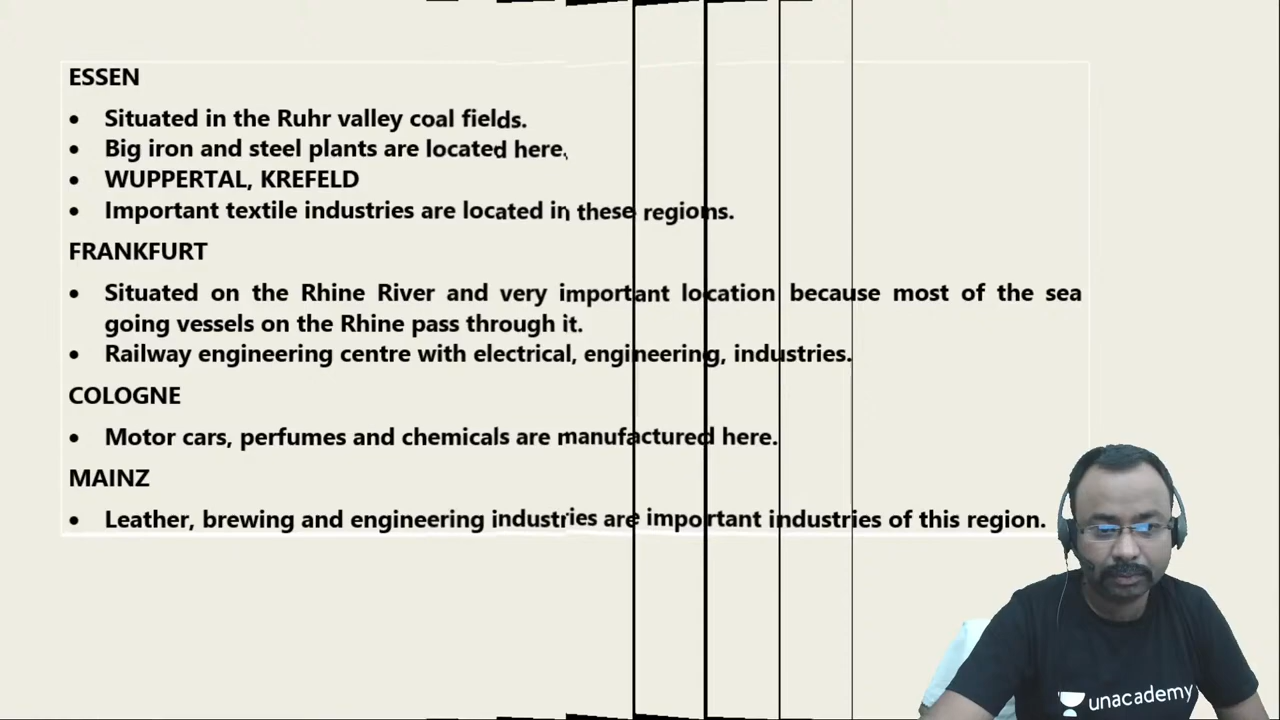 ESSEN
• Situated in the Ruhr valley coal fields.
• Big iron and steel plants are located here.
• WUPPERTAL, KREFELD
• Important textile industries are located in these regions.
FRANKFURT
• Situated on the Rhine River and very important location because most of the sea
going vessels on the Rhine pass through it.
• Railway engineering centre with electrical, engineering, industries.
COLOGNE
• Motor cars, perfumes and chemicals are manufactured here.
MAINZ
• Leather, brewing and engineering industries are important industries of this region.
unacademy